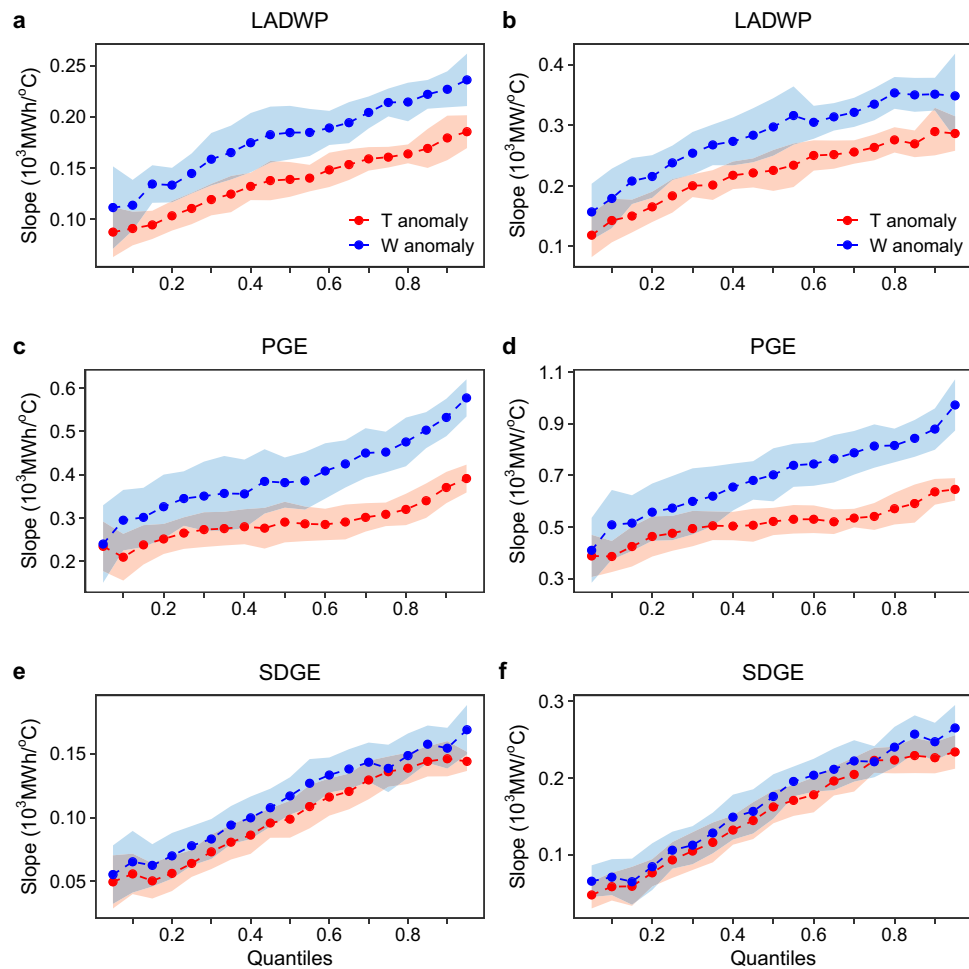 a LADWP
Slope (10³MWh/°C)
0.25
0.20
0.15
0.10
T anomaly
W anomaly
0.2 0.4 0.6 0.8
b LADWP
Slope (10³MW/°C)
0.4
0.3
0.2
0.1
T anomaly
W anomaly
0.2 0.4 0.6 0.8
c PGE
Slope (10³MWh/°C)
0.6
0.5
0.4
0.3
0.2
0.2 0.4 0.6 0.8
d PGE
Slope (10³MW/°C)
1.1
0.9
0.7
0.5
0.3
0.2 0.4 0.6 0.8
e SDGE
Slope (10³MWh/°C)
0.15
0.10
0.05
0.2 0.4 0.6 0.8
Quantiles
f SDGE
Slope (10³MW/°C)
0.3
0.2
0.1
0.2 0.4 0.6 0.8
Quantiles